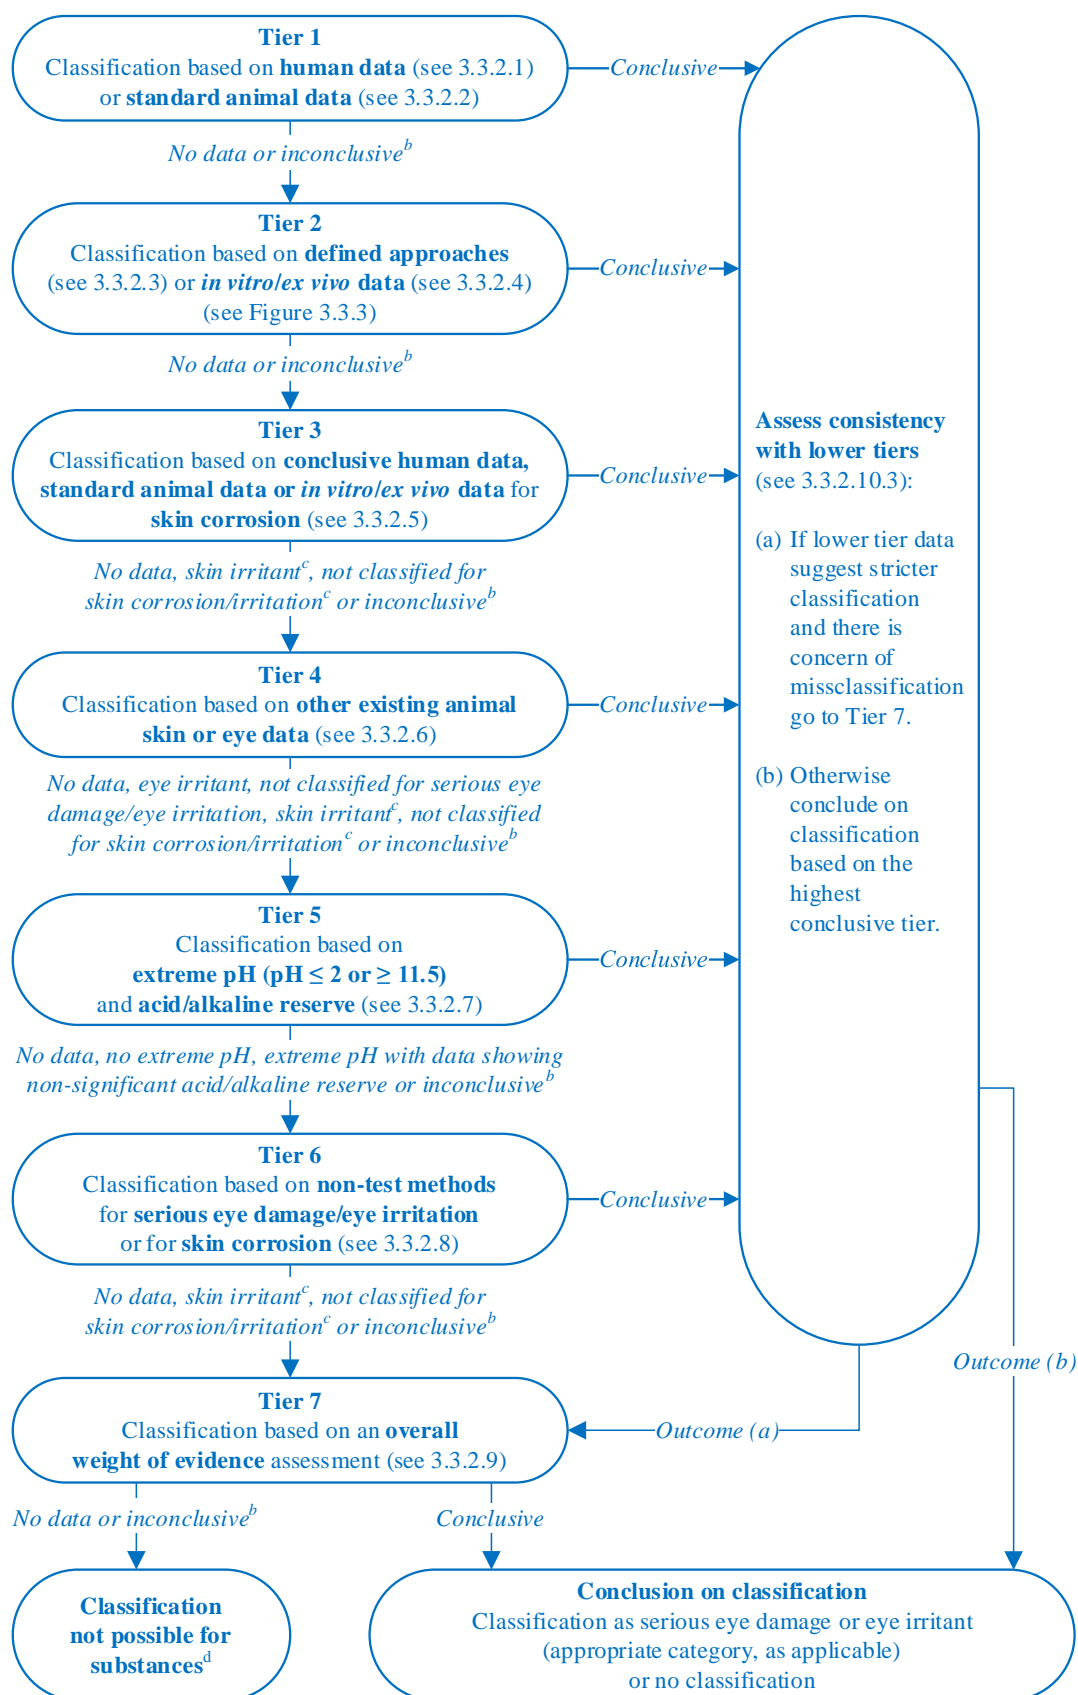 Tier 1
Classification based on human data (see 3.3.2.1)
or standard animal data (see 3.3.2.2)
Conclusive
No data or inconclusive^b
Tier 2
Classification based on defined approaches
(see 3.3.2.3) or in vitro/ex vivo data (see 3.3.2.4)
(see Figure 3.3.3)
Conclusive
No data or inconclusive^b
Tier 3
Classification based on conclusive human data,
standard animal data or in vitro/ex vivo data for
skin corrosion (see 3.3.2.5)
Conclusive
No data, skin irritant^c, not classified for
skin corrosion/irritation^c or inconclusive^b
Tier 4
Classification based on other existing animal
skin or eye data (see 3.3.2.6)
Conclusive
No data, eye irritant, not classified for serious eye
damage/eye irritation, skin irritant^c, not classified
for skin corrosion/irritation^c or inconclusive^b
Tier 5
Classification based on
extreme pH (pH ≤ 2 or ≥ 11.5)
and acid/alkaline reserve (see 3.3.2.7)
Conclusive
No data, no extreme pH, extreme pH with data showing
non-significant acid/alkaline reserve or inconclusive^b
Tier 6
Classification based on non-test methods
for serious eye damage/eye irritation
or for skin corrosion (see 3.3.2.8)
Conclusive
No data, skin irritant^c, not classified for
skin corrosion/irritation^c or inconclusive^b
Tier 7
Classification based on an overall
weight of evidence assessment (see 3.3.2.9)
Assess consistency
with lower tiers
(see 3.3.2.10.3):
(a) If lower tier data
suggest stricter
classification
and there is
concern of
missclassification
go to Tier 7.
(b) Otherwise
conclude on
classification
based on the
highest
conclusive tier.
Outcome (b)
Outcome (a)
No data or inconclusive^b
Conclusive
Classification
not possible for
substances^d
Conclusion on classification
Classification as serious eye damage or eye irritant
(appropriate category, as applicable)
or no classification